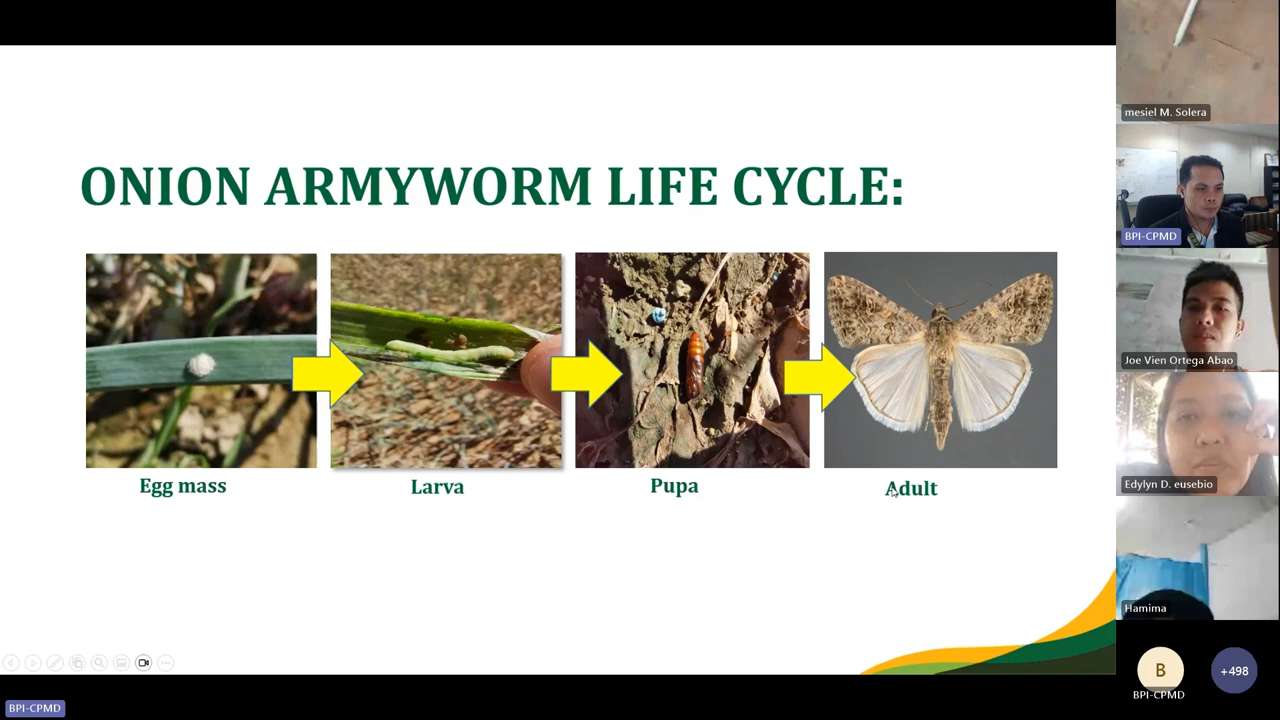 ONION ARMYWORM LIFE CYCLE:
Egg mass
Larva
Pupa
Adult
mesiel M. Solera
BPI-CPMD
Joe Vien Ortega Abao
Edylyn D. eusebio
Hamima
B
+498
BPI-CPMD
BPI-CPMD